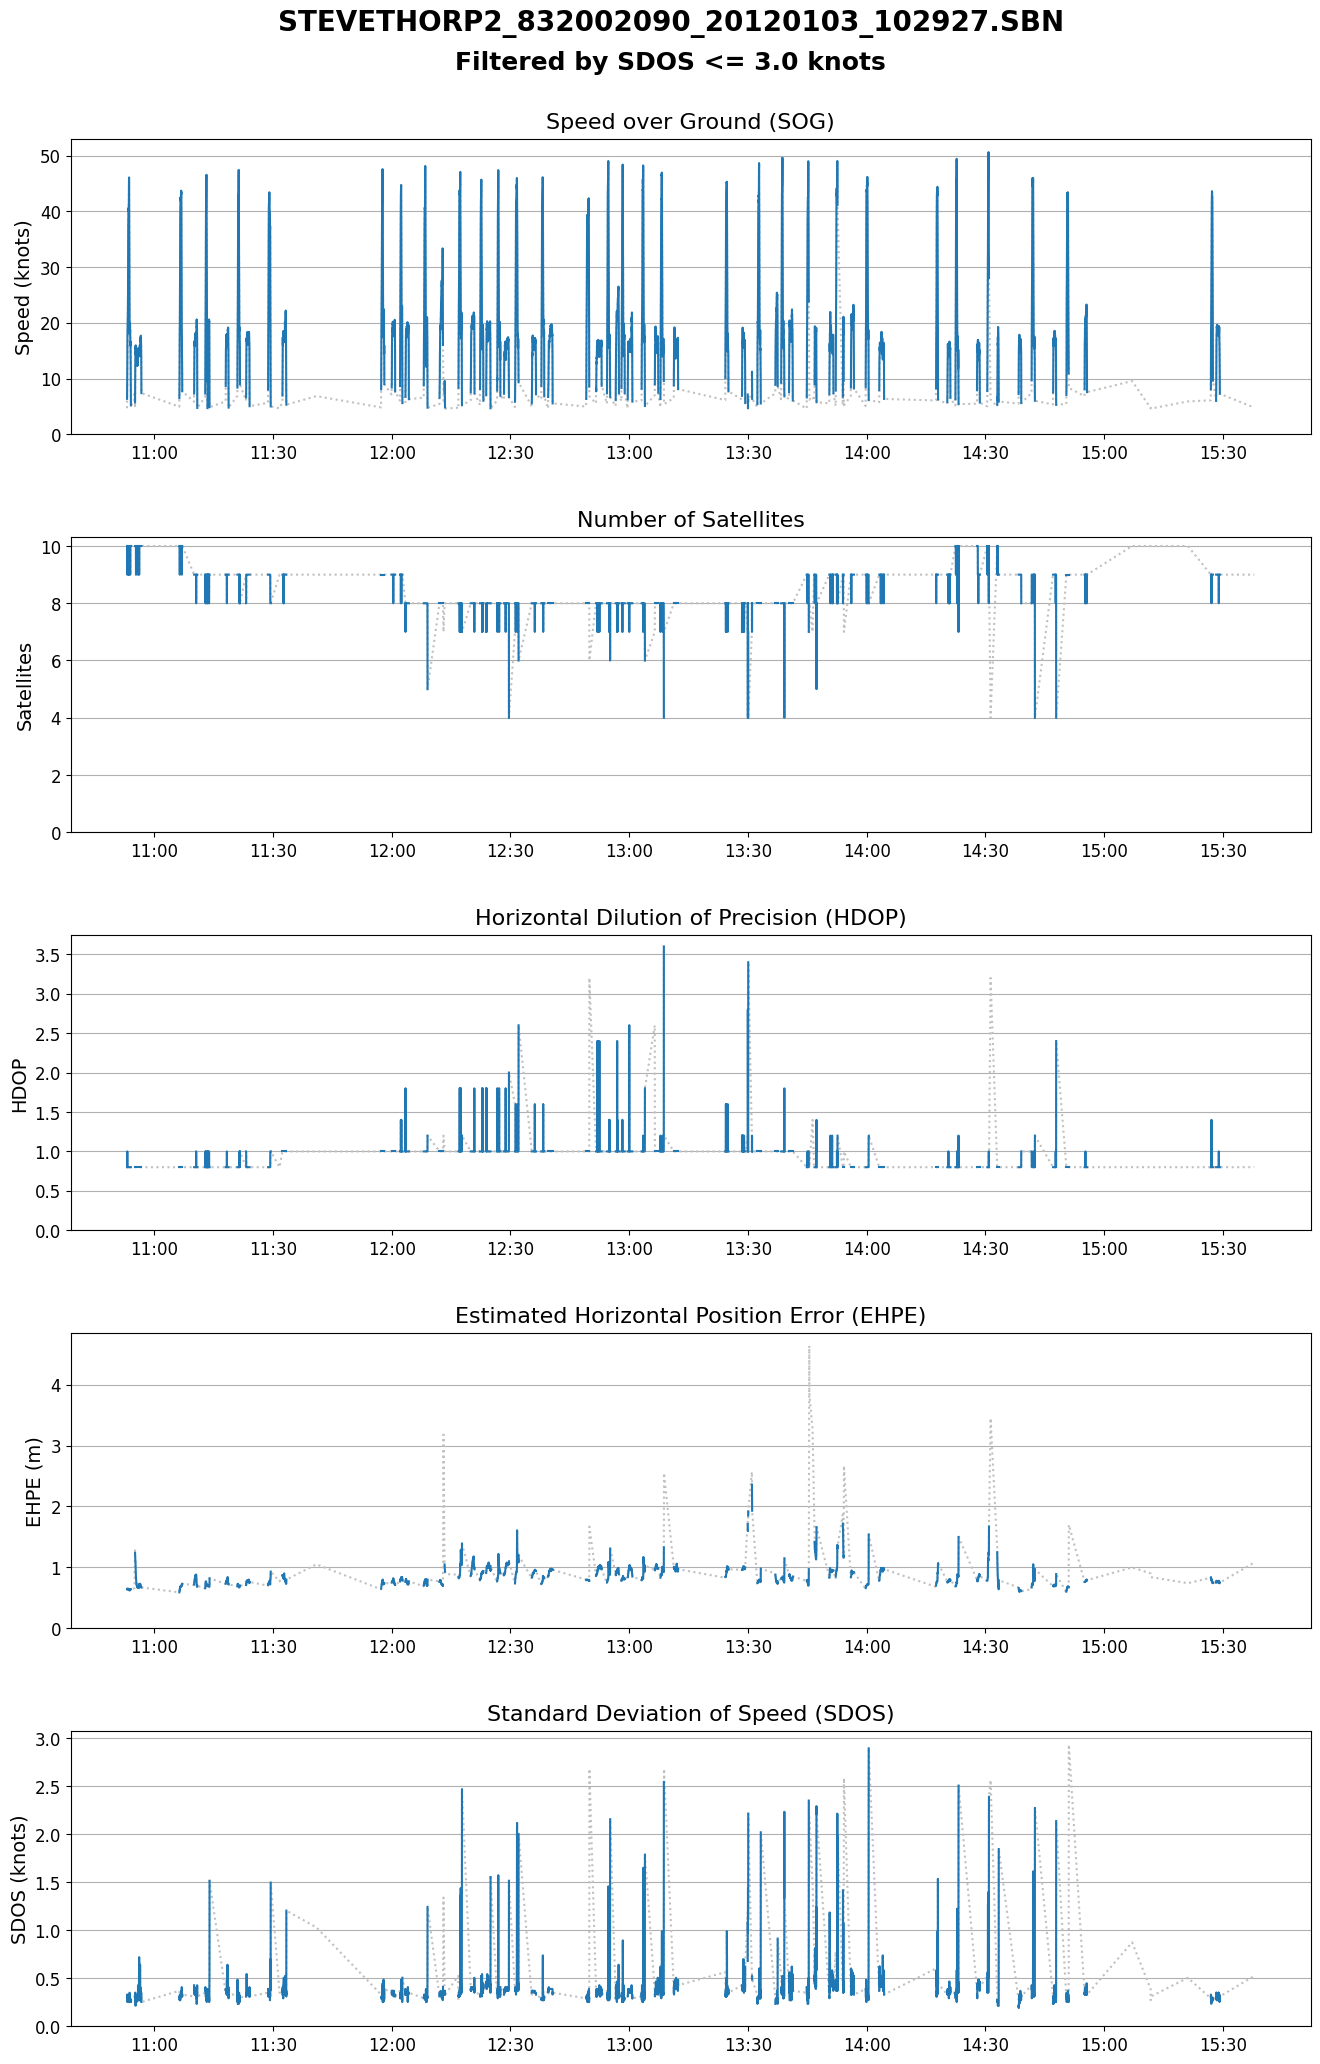 STEVETHORP2_832002090_20120103_102927.SBN
Filtered by SDOS <= 3.0 knots
Speed over Ground (SOG)
Speed (knots)
50
40
30
20
10
0
11:00 11:30 12:00 12:30 13:00 13:30 14:00 14:30 15:00 15:30
Number of Satellites
Satellites
10
8
6
4
2
0
11:00 11:30 12:00 12:30 13:00 13:30 14:00 14:30 15:00 15:30
Horizontal Dilution of Precision (HDOP)
HDOP
3.5
3.0
2.5
2.0
1.5
1.0
0.5
0.0
11:00 11:30 12:00 12:30 13:00 13:30 14:00 14:30 15:00 15:30
Estimated Horizontal Position Error (EHPE)
EHPE (m)
4
3
2
1
0
11:00 11:30 12:00 12:30 13:00 13:30 14:00 14:30 15:00 15:30
Standard Deviation of Speed (SDOS)
SDOS (knots)
3.0
2.5
2.0
1.5
1.0
0.5
0.0
11:00 11:30 12:00 12:30 13:00 13:30 14:00 14:30 15:00 15:30